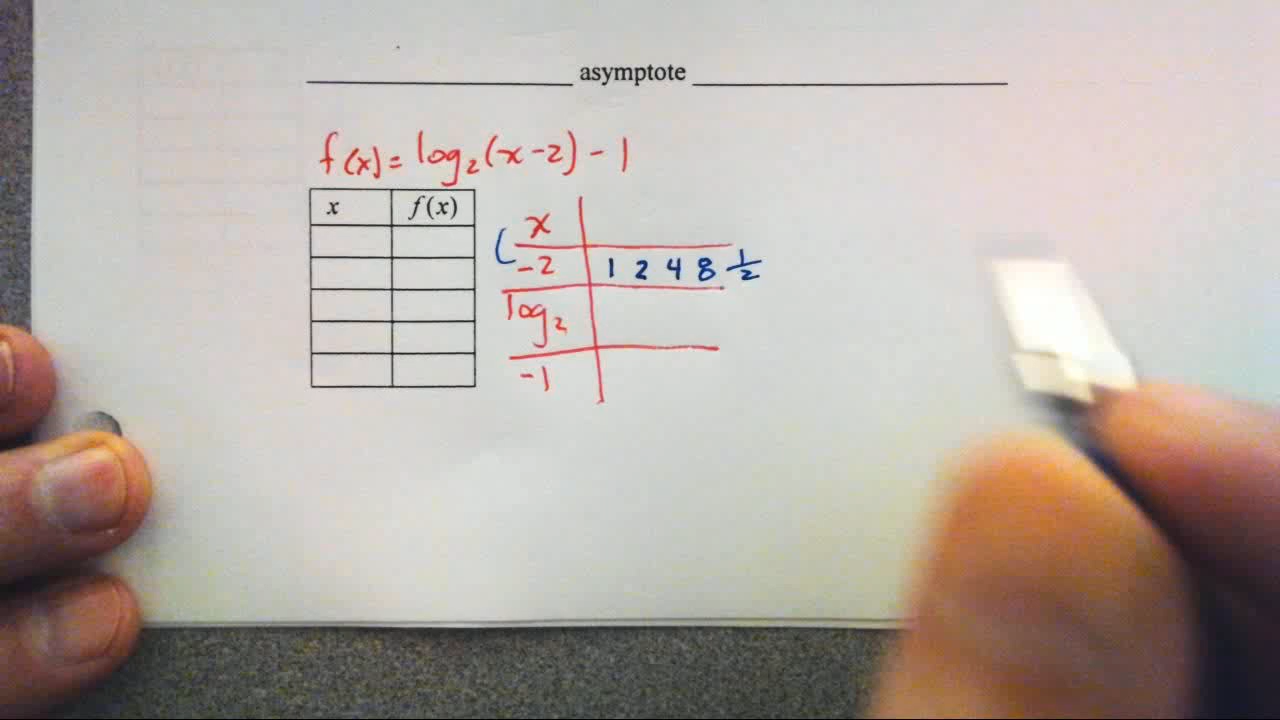 asymptote
f(x) = log₂(x-2) - 1
x f(x)
x
( -2 1 2 4 8 1/2
log₂
-1